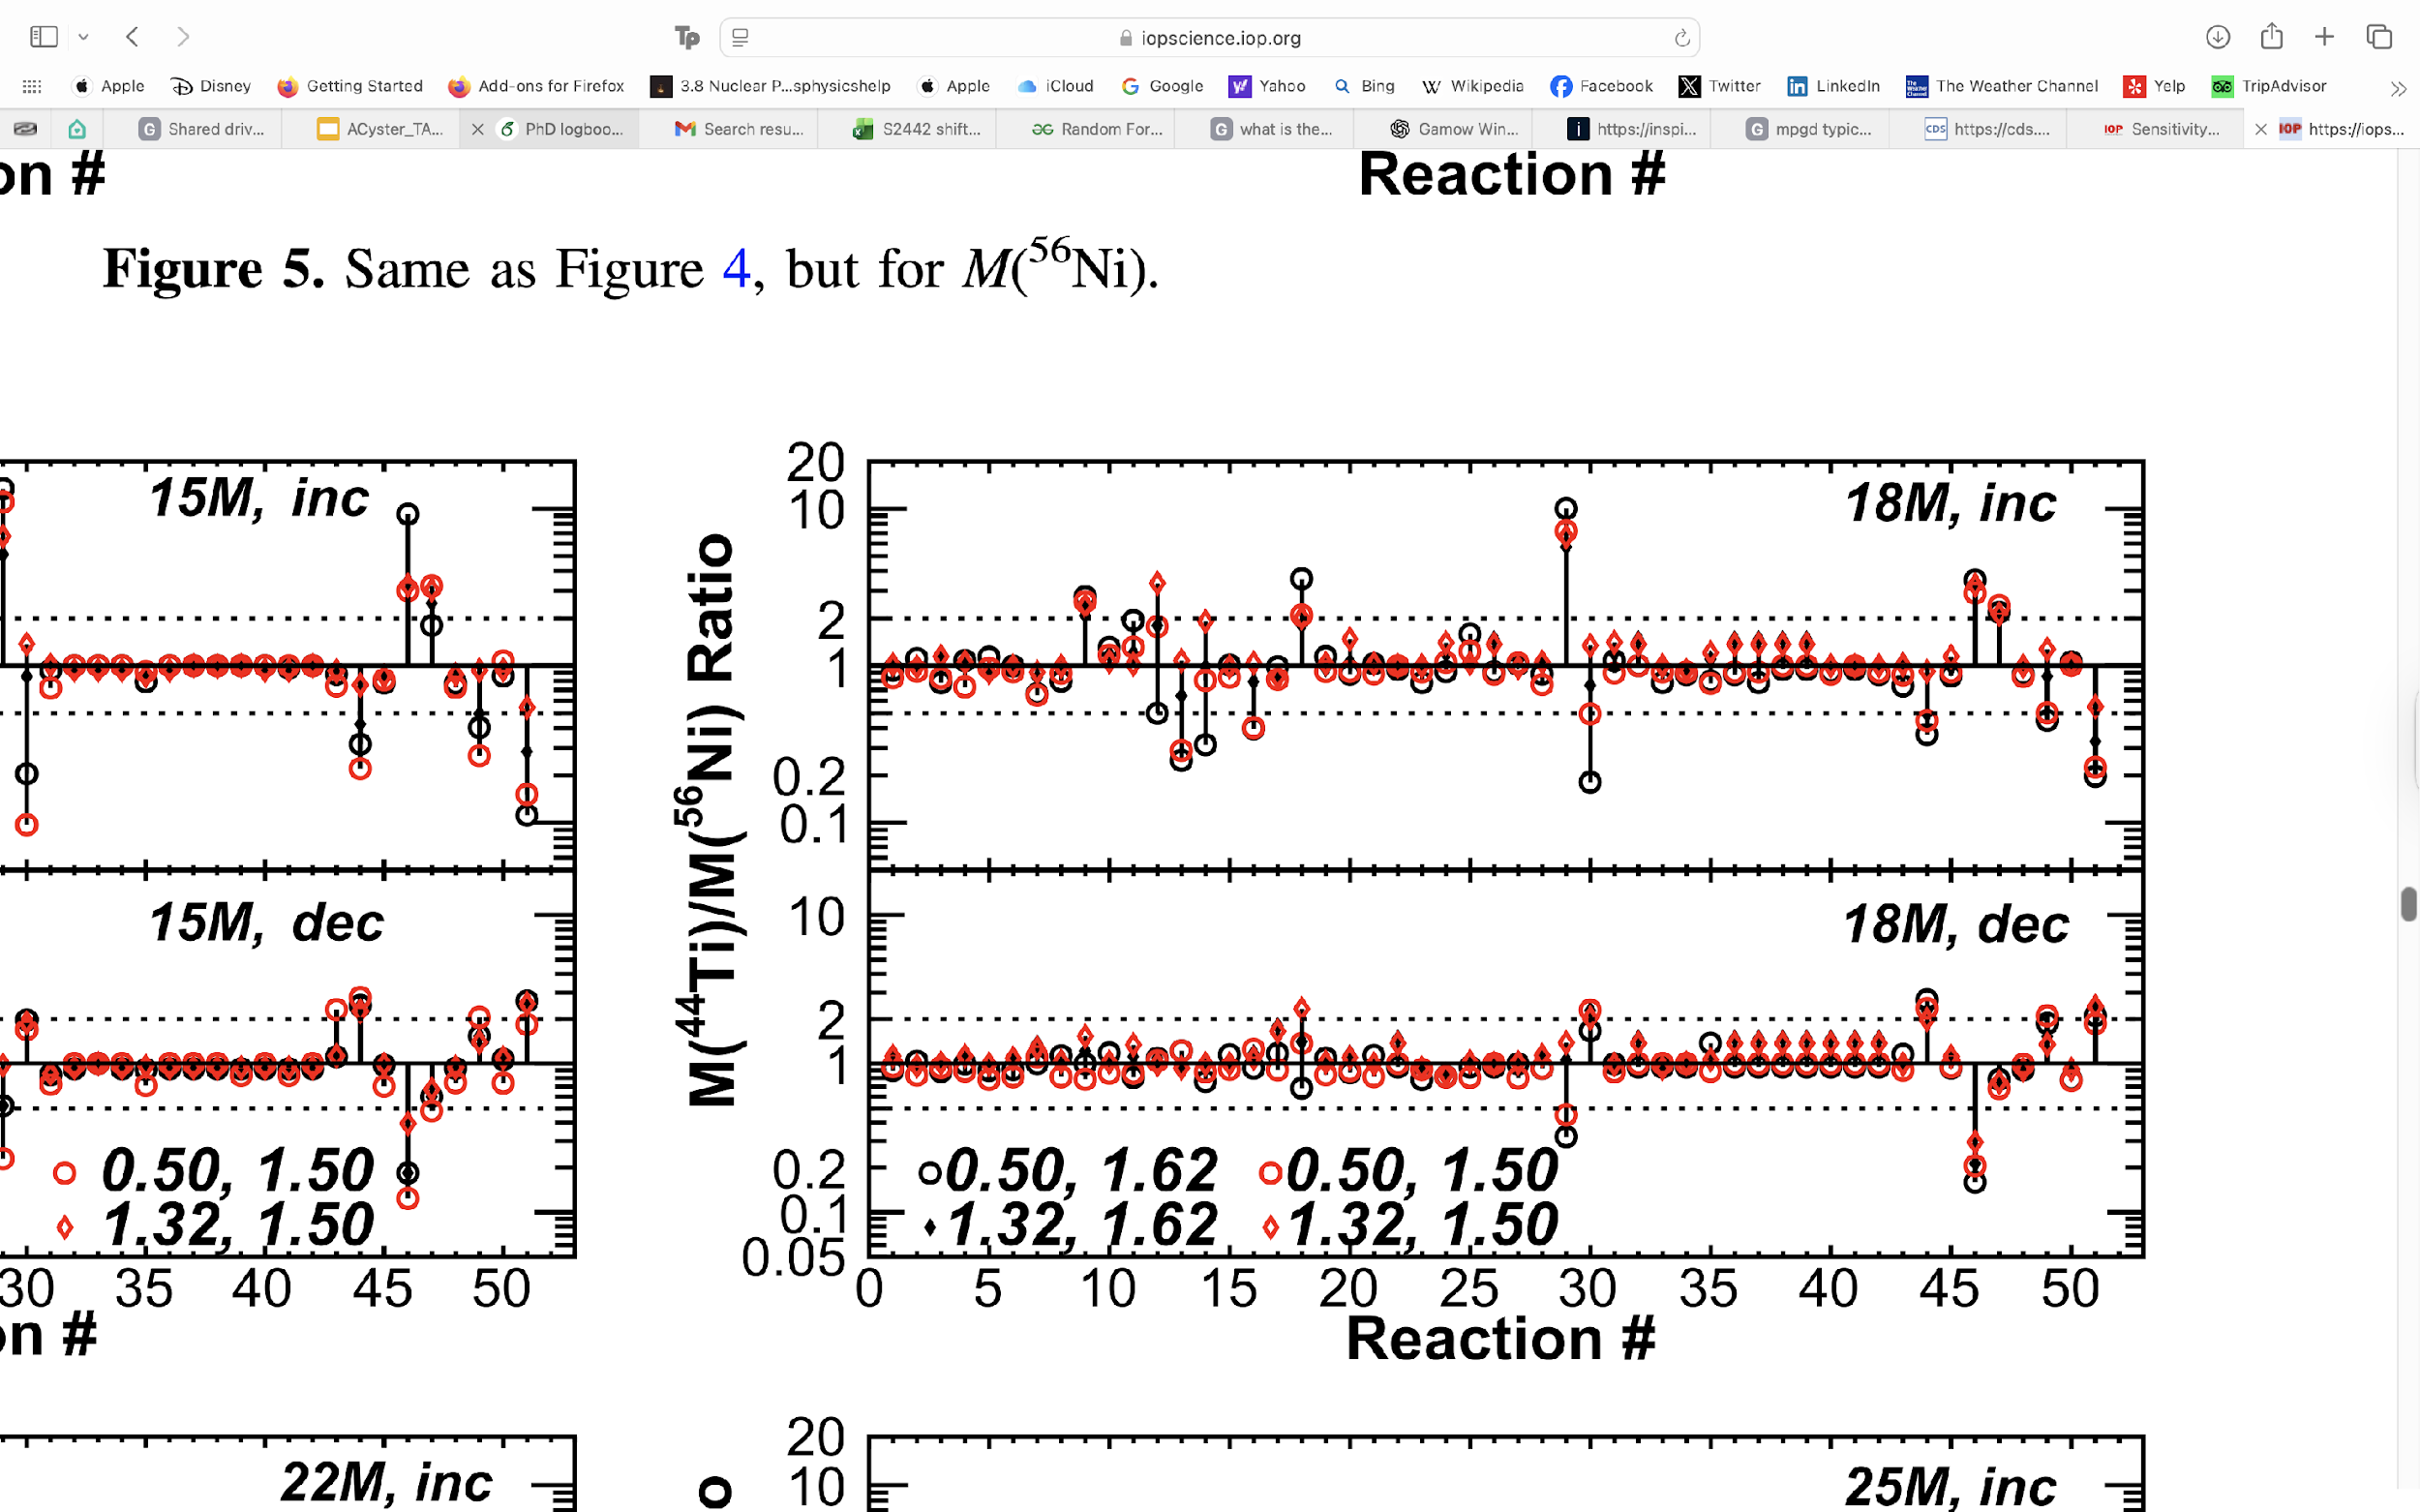 iopscience.iop.org
Apple Disney Getting Started Add-ons for Firefox 3.8 Nuclear P...sphysicshelp Apple iCloud Google Yahoo Bing Wikipedia Facebook Twitter LinkedIn The Weather Channel Yelp TripAdvisor
Shared driv... ACyster_TA... PhD logboo... Search resu... S2442 shift... Random For... what is the... Gamow Win... https://inspi... mpgd typic... https://cds.... Sensitivity... https://iops...
on # Reaction #
Figure 5. Same as Figure 4, but for M(⁵⁶Ni).
15M, inc
15M, dec
0.50, 1.50
1.32, 1.50
30 35 40 45 50
on #
M(⁴⁴Ti)/M(⁵⁶Ni) Ratio
20
10
2
1
0.2
0.1
18M, inc
10
2
1
0.2
0.1
0.05
18M, dec
0.50, 1.62 0.50, 1.50
1.32, 1.62 1.32, 1.50
0 5 10 15 20 25 30 35 40 45 50
Reaction #
22M, inc
20
10
25M, inc